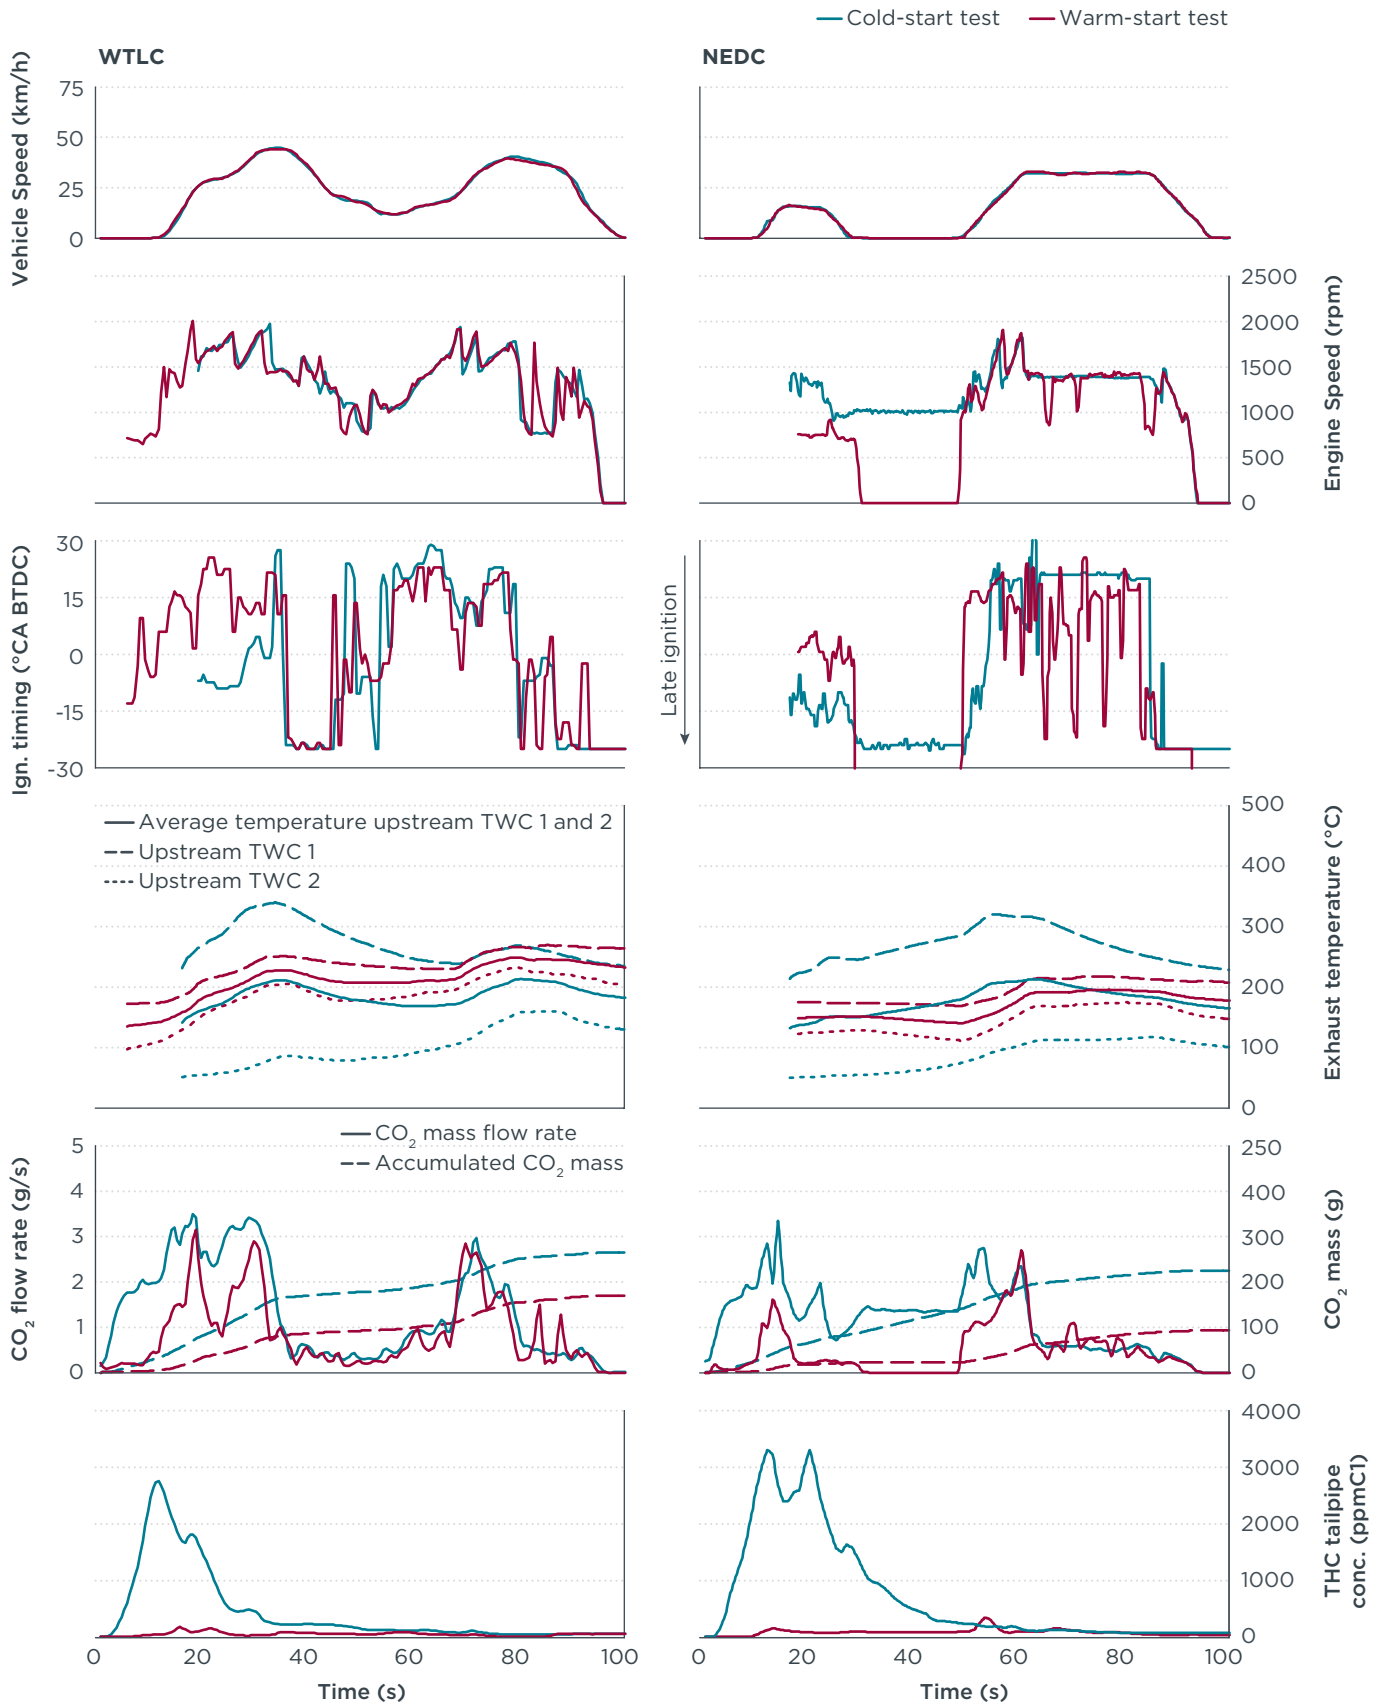 Cold-start test
Warm-start test
WTLC
NEDC
Vehicle Speed (km/h)
75
50
25
0
2500
2000
1500
1000
500
0
Engine Speed (rpm)
Ign. timing (°CA BTDC)
30
15
0
-15
-30
Late ignition
Average temperature upstream TWC 1 and 2
Upstream TWC 1
Upstream TWC 2
500
400
300
200
100
0
Exhaust temperature (°C)
CO2 flow rate (g/s)
5
4
3
2
1
0
CO2 mass flow rate
Accumulated CO2 mass
250
400
300
200
100
0
CO2 mass (g)
4000
3000
2000
1000
0
THC tailpipe
conc. (ppmC1)
0 20 40 60 80 100
0 20 40 60 80 100
Time (s)
Time (s)